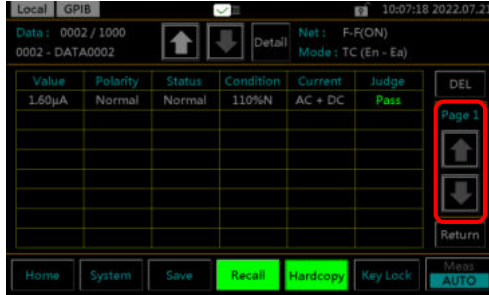 Local GPIB 10:07:18 2022.07.21
Data : 0002 / 1000
0002 - DATA0002
Detail
Net : F-F(ON)
Mode : TC (En - Ea)
Value Polarity Status Condition Current Judge
1.60μA Normal Normal 110%N AC + DC Pass
DEL
Page 1
Return
Home System Save Recall Hardcopy Key Lock
Meas
AUTO